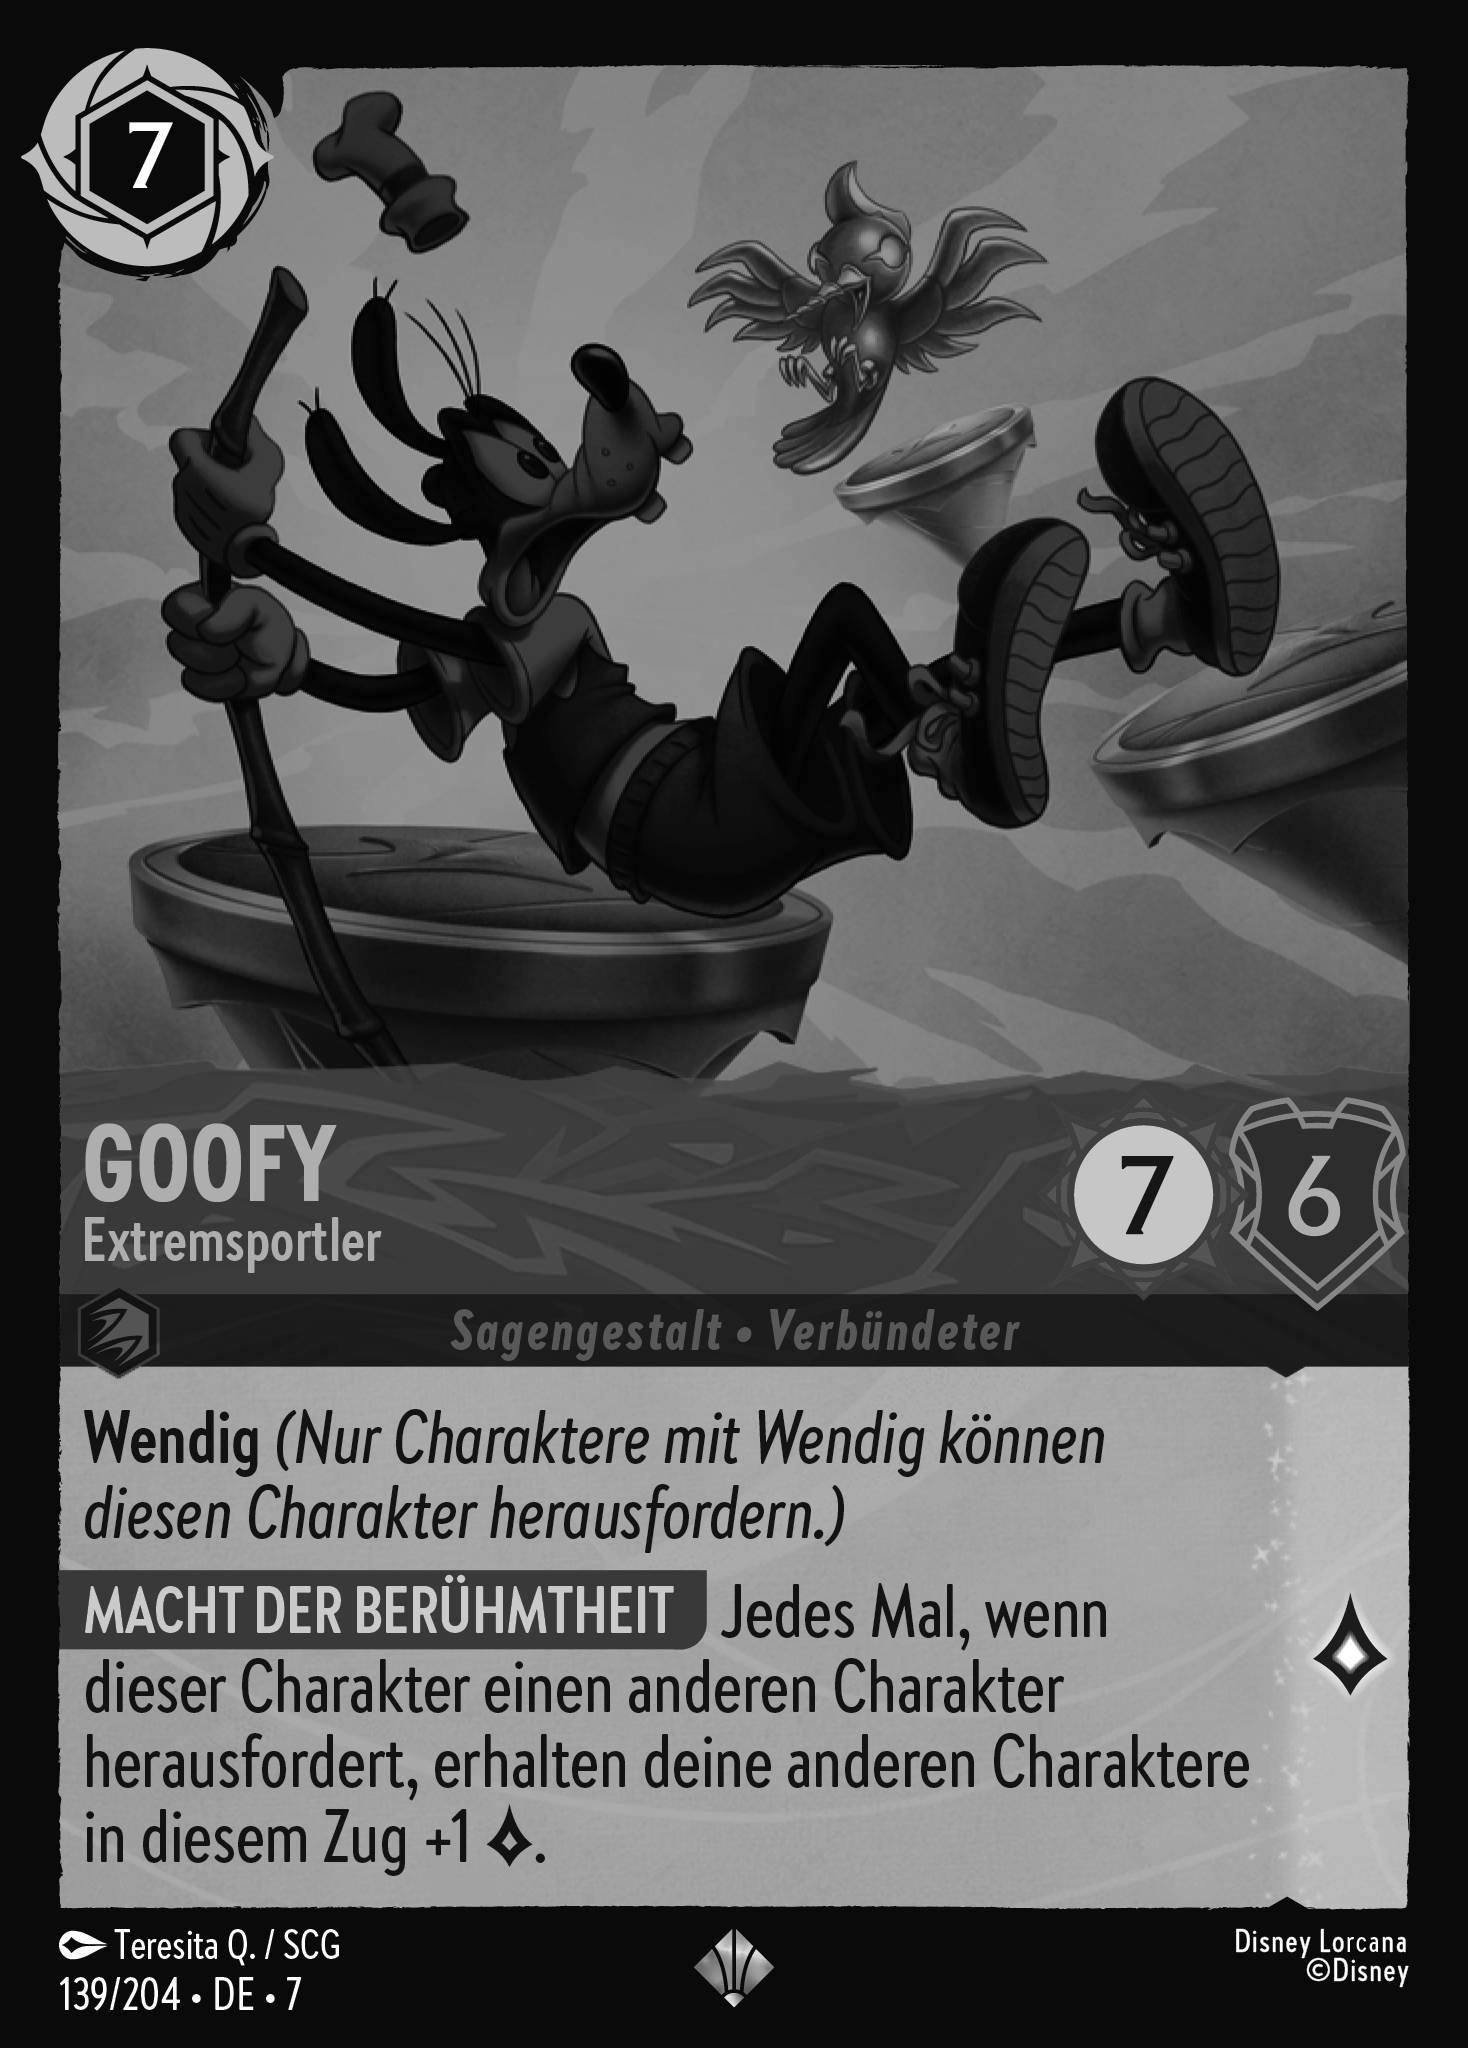 7
GOOFY
Extremsportler
7
6
Sagengestalt • Verbündeter
Wendig (Nur Charaktere mit Wendig können
diesen Charakter herausfordern.)
MACHT DER BERÜHMTHEIT Jedes Mal, wenn
dieser Charakter einen anderen Charakter
herausfordert, erhalten deine anderen Charaktere
in diesem Zug +1 .
Teresita Q. / SCG
139/204 • DE • 7
Disney Lorcana
©Disney